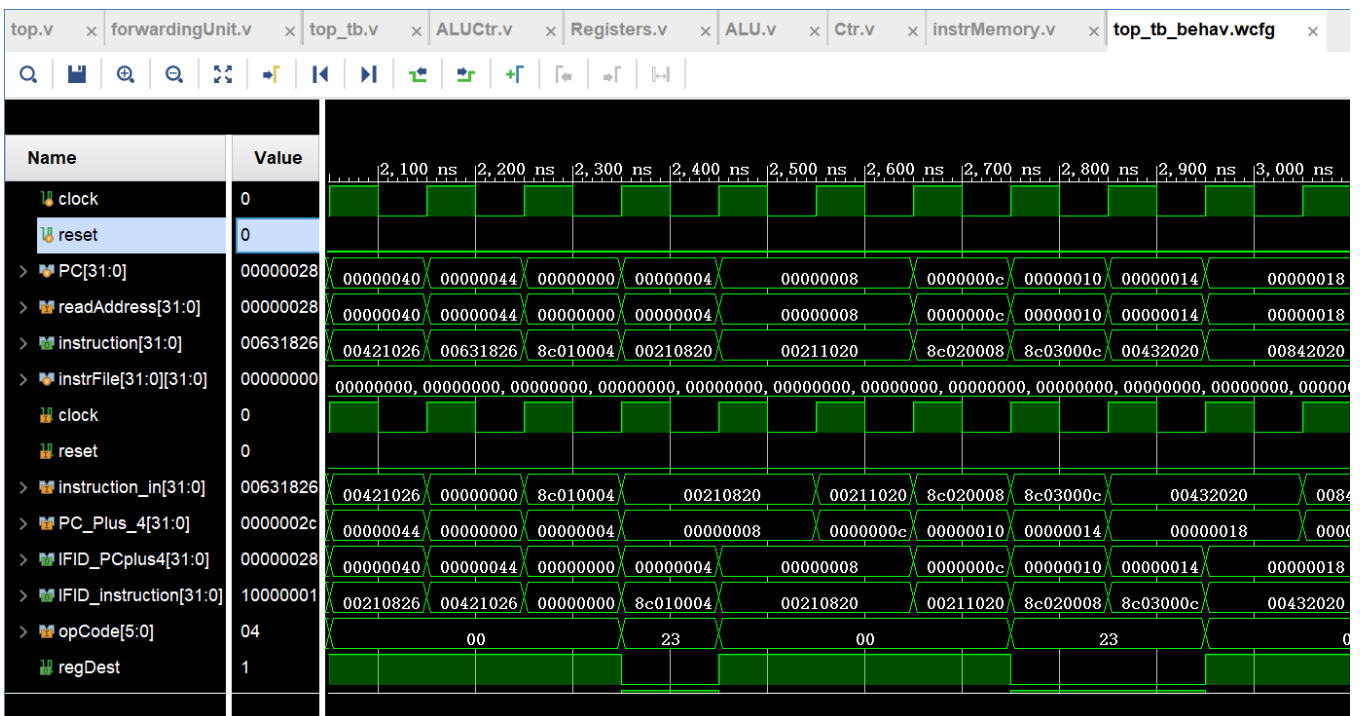 top.v × forwardingUnit.v × top_tb.v × ALUCtr.v × Registers.v × ALU.v × Ctr.v × instrMemory.v × top_tb_behav.wcfg ×
Name Value
2,100 ns 2,200 ns 2,300 ns 2,400 ns 2,500 ns 2,600 ns 2,700 ns 2,800 ns 2,900 ns 3,000 ns
clock 0
reset 0
PC[31:0] 00000028 00000040 00000044 00000000 00000004 00000008 0000000c 00000010 00000014 00000018
readAddress[31:0] 00000028 00000040 00000044 00000000 00000004 00000008 0000000c 00000010 00000014 00000018
instruction[31:0] 00631826 00421026 00631826 8c010004 00210820 00211020 8c020008 8c03000c 00432020 00842020
instrFile[31:0][31:0] 00000000 00000000, 00000000, 00000000, 00000000, 00000000, 00000000, 00000000, 00000000, 00000000, 00000000, 00000000, 000000
clock 0
reset 0
instruction_in[31:0] 00631826 00421026 00000000 8c010004 00210820 00211020 8c020008 8c03000c 00432020 0084
PC_Plus_4[31:0] 0000002c 00000044 00000000 00000004 00000008 0000000c 00000010 00000014 00000018 0000
IFID_PCplus4[31:0] 00000028 00000040 00000044 00000000 00000004 00000008 0000000c 00000010 00000014 00000018
IFID_instruction[31:0] 10000001 00210826 00421026 00000000 8c010004 00210820 00211020 8c020008 8c03000c 00432020
opCode[5:0] 04 00 23 00 23 0
regDest 1